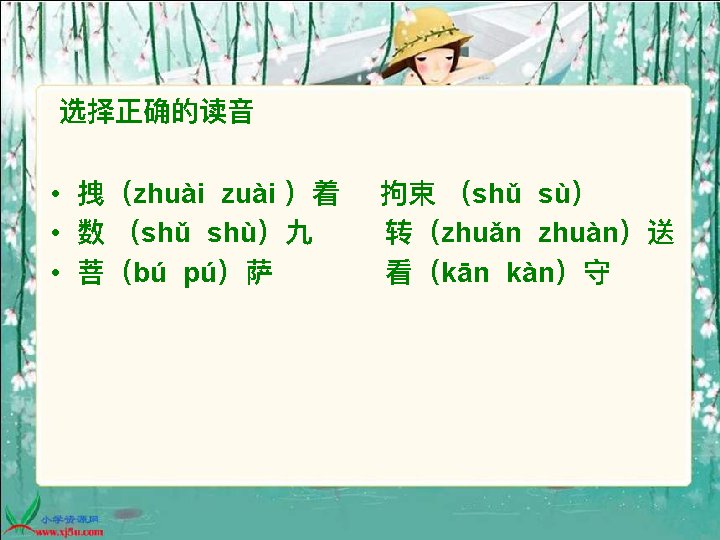 选择正确的读音
• 拽（zhuài zuài ）着 拘束 （shǔ sù）
• 数 （shǔ shù）九 转（zhuǎn zhuàn）送
• 菩（bú pú）萨 看（kān kàn）守
小学资源网
www.xj5u.com